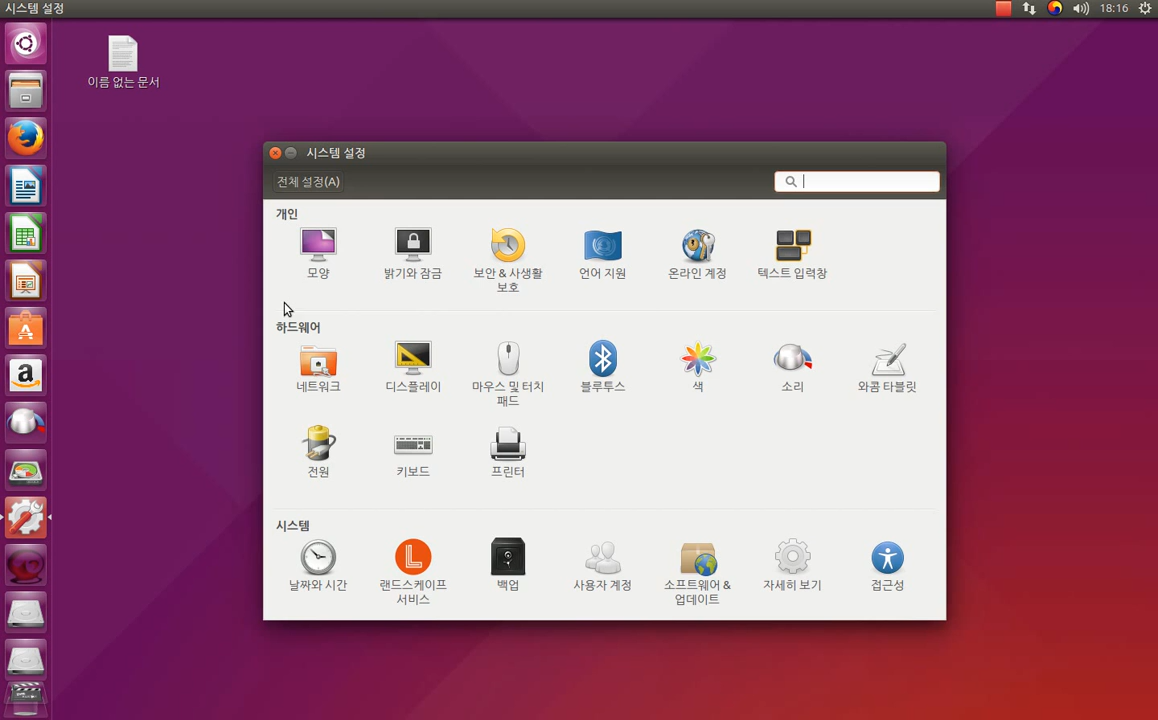 시스템 설정
18:16
이름 없는 문서
시스템 설정
전체 설정(A)
개인
모양
밝기와 잠금
보안 & 사생활
보호
언어 지원
온라인 계정
텍스트 입력창
하드웨어
네트워크
디스플레이
마우스 및 터치
패드
블루투스
색
소리
와콤 타블릿
전원
키보드
프린터
시스템
날짜와 시간
랜드스케이프
서비스
백업
사용자 계정
소프트웨어 &
업데이트
자세히 보기
접근성